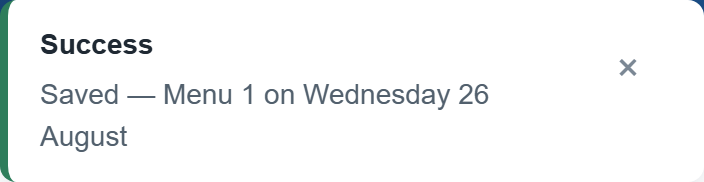 Success
Saved — Menu 1 on Wednesday 26
August